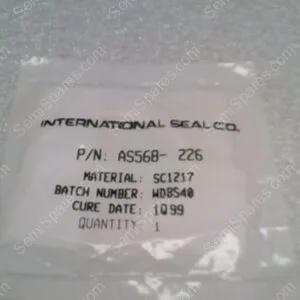 INTERNATIONAL SEAL CO.
P/N: AS568- 226
MATERIAL: SC1217
BATCH NUMBER: WD8S40
CURE DATE: 1Q99
QUANTITY: 1